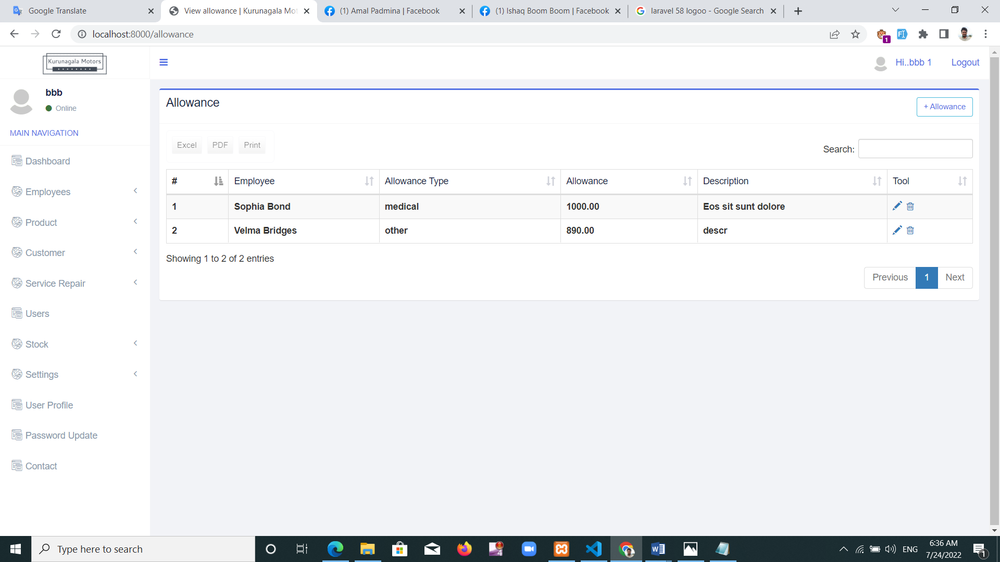 Google Translate
View allowance | Kurunagala Mot
(1) Amal Padmina | Facebook
(1) Ishaq Boom Boom | Facebook
laravel 58 logoo - Google Search
localhost:8000/allowance
1
Kurunagala Motors
Hi..bbb 1
Logout
bbb
Online
MAIN NAVIGATION
Dashboard
Employees
Product
Customer
Service Repair
Users
Stock
Settings
User Profile
Password Update
Contact
Allowance
+ Allowance
Excel PDF Print
Search:
# Employee Allowance Type Allowance Description Tool
1 Sophia Bond medical 1000.00 Eos sit sunt dolore
2 Velma Bridges other 890.00 descr
Showing 1 to 2 of 2 entries
Previous 1 Next
Type here to search
4
ENG
6:36 AM
7/24/2022
1